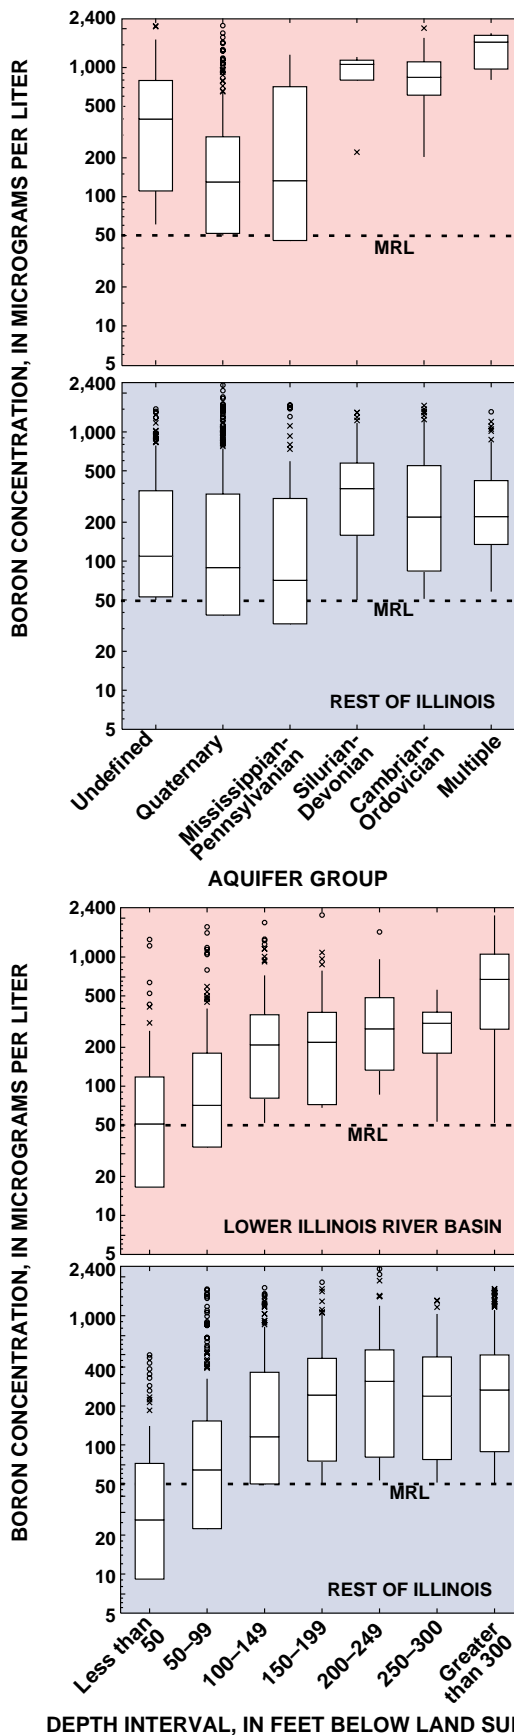 BORON CONCENTRATION, IN MICROGRAMS PER LITER
2,400
1,000
500
200
100
50
20
10
5
MRL
2,400
1,000
500
200
100
50
20
10
5
MRL
REST OF ILLINOIS
Undefined
Quaternary
Mississippian-
Pennsylvanian
Silurian-
Devonian
Cambrian-
Ordovician
Multiple
AQUIFER GROUP
BORON CONCENTRATION, IN MICROGRAMS PER LITER
2,400
1,000
500
200
100
50
20
10
5
MRL
LOWER ILLINOIS RIVER BASIN
2,400
1,000
400
200
100
50
20
10
5
MRL
REST OF ILLINOIS
Less than
50
50–99
100–149
150–199
200–249
250–300
Greater
than 300
DEPTH INTERVAL, IN FEET BELOW LAND SU